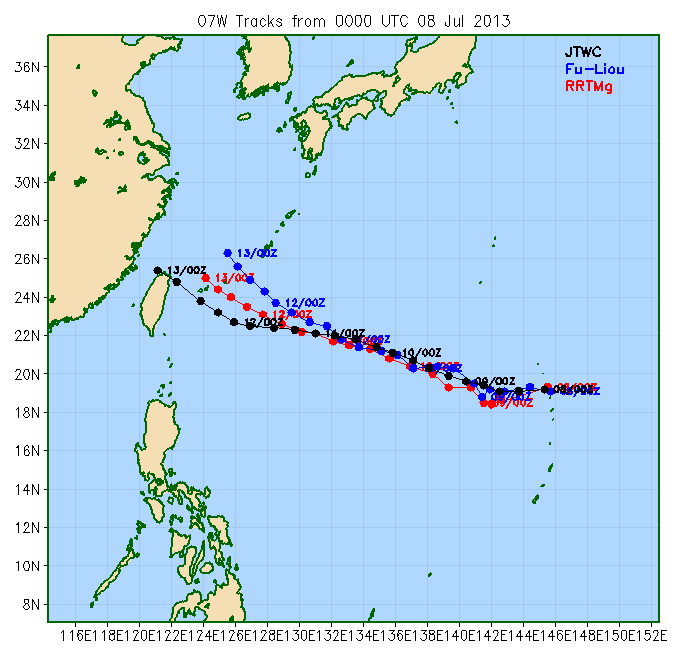 07W Tracks from 0000 UTC 08 Jul 2013
JTWC
Fu-Liou
RRTMg
36N
34N
32N
30N
28N
26N
24N
22N
20N
18N
16N
14N
12N
10N
8N
13/00Z
13/00Z
13/00Z
12/00Z
12/00Z
12/00Z
10/00Z
09/00Z
09/00Z
116E118E120E122E124E126E128E130E132E134E136E138E140E142E144E146E148E150E152E